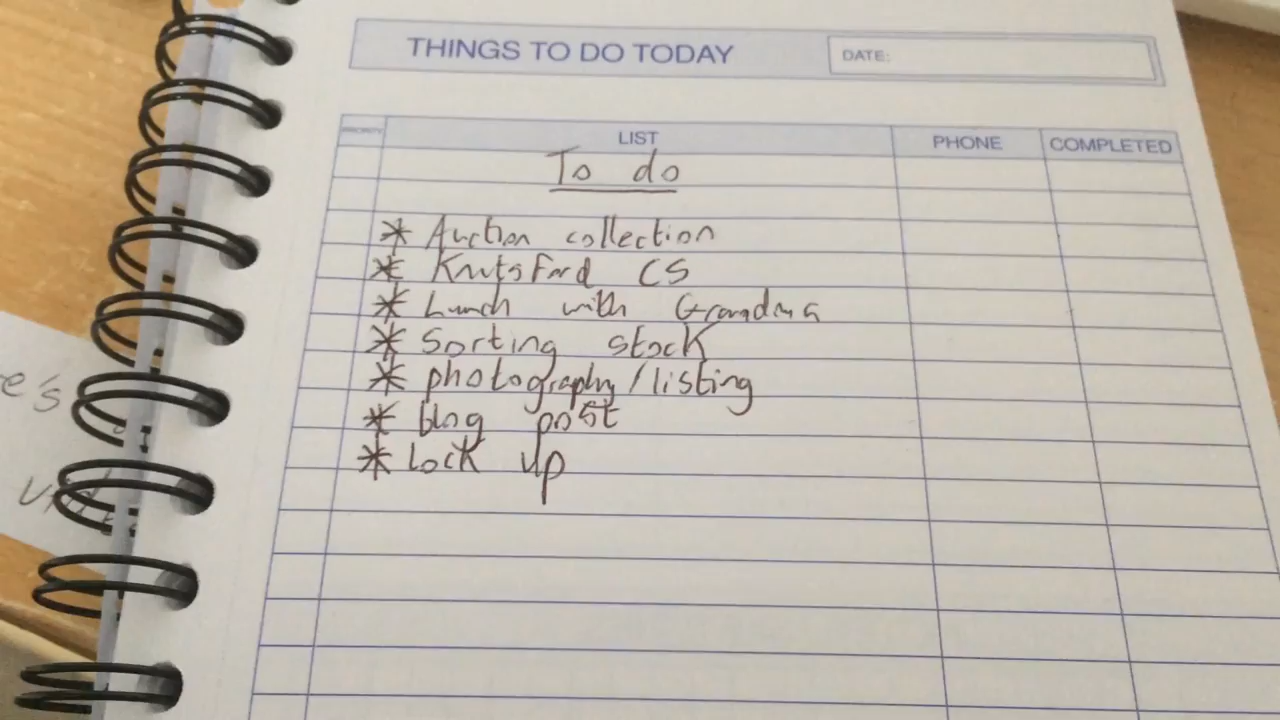 THINGS TO DO TODAY
DATE:
PRIORITY LIST PHONE COMPLETED
To do
* Auction collection
* Knutsford CS
* Lunch with Grandma
* Sorting stock
* photography/listing
* blog post
* Lock up
e's